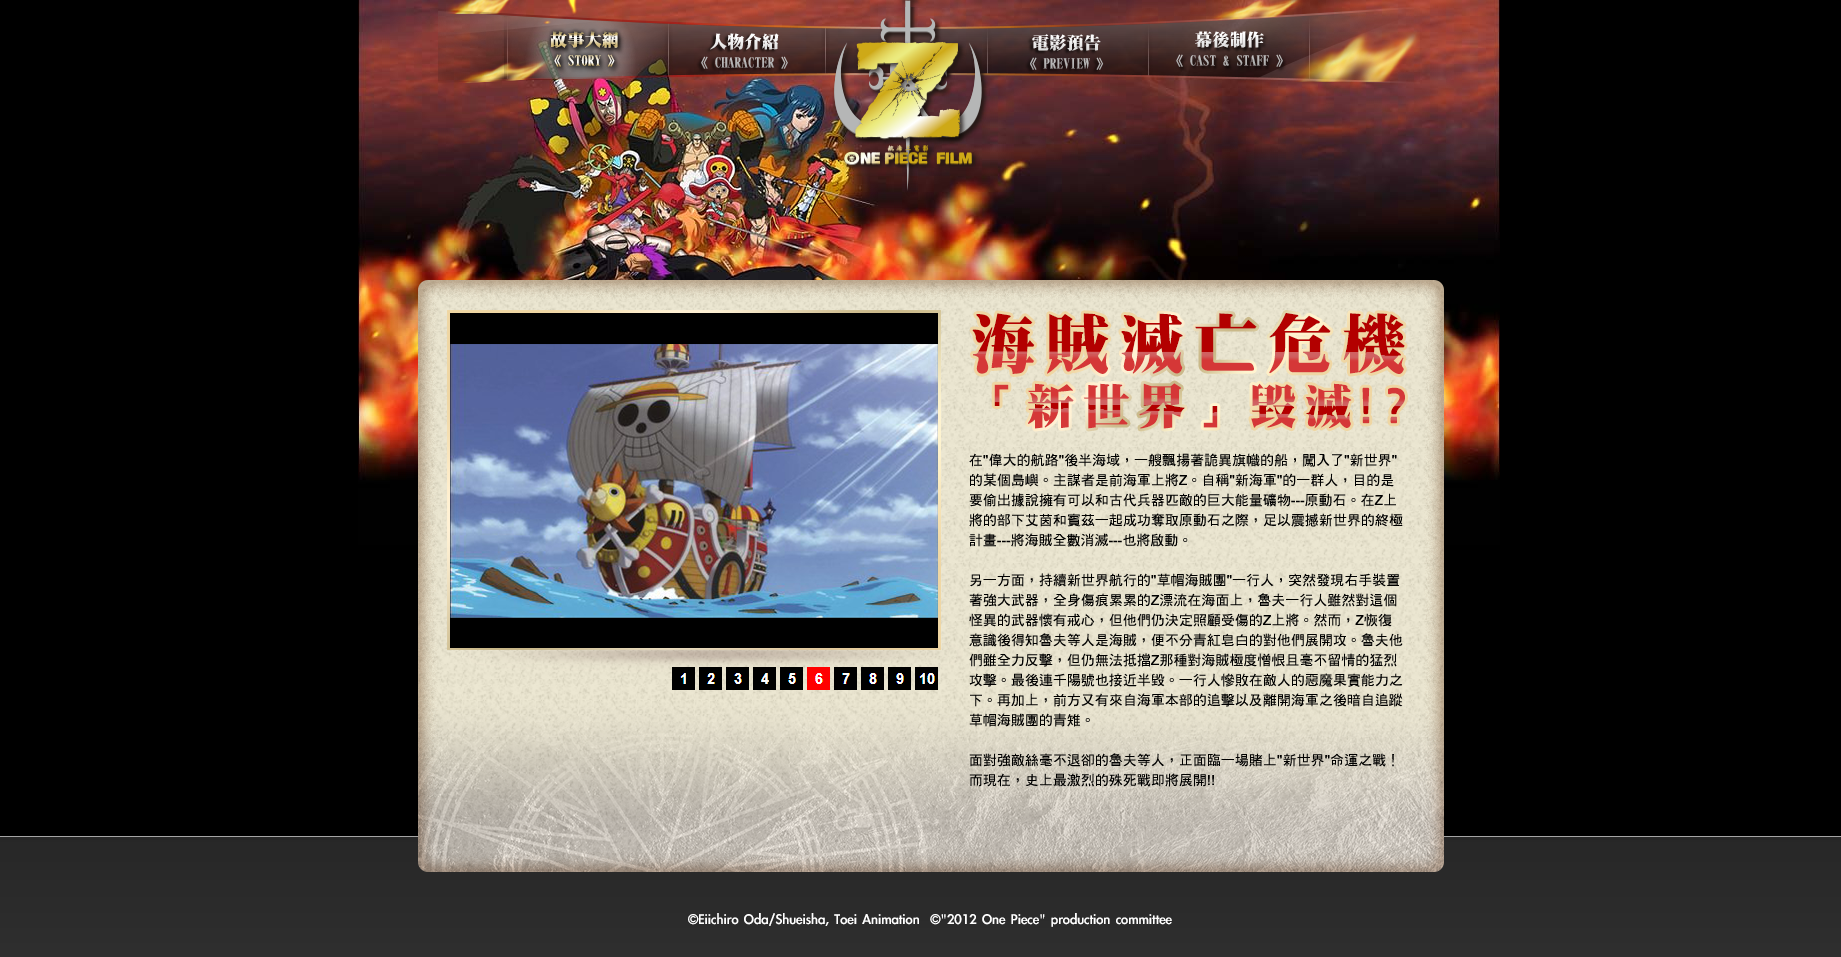 故事大綱
《 STORY 》
人物介紹
《 CHARACTER 》
Z
航海王電影
ONE PIECE FILM
電影預告
《 PREVIEW 》
幕後制作
《 CAST & STAFF 》
海賊滅亡危機
「新世界」毀滅!?
在"偉大的航路"後半海域，一艘飄揚著詭異旗幟的船，闖入了"新世界"
的某個島嶼。主謀者是前海軍上將Z。自稱"新海軍"的一群人，目的是
要偷出據說擁有可以和古代兵器匹敵的巨大能量礦物---原動石。在Z上
將的部下艾茵和賓茲一起成功奪取原動石之際，足以震撼新世界的終極
計畫---將海賊全數消滅---也將啟動。
另一方面，持續新世界航行的"草帽海賊團"一行人，突然發現右手裝置
著強大武器，全身傷痕累累的Z漂流在海面上，魯夫一行人雖然對這個
怪異的武器懷有戒心，但他們仍決定照顧受傷的Z上將。然而，Z恢復
意識後得知魯夫等人是海賊，便不分青紅皂白的對他們展開攻。魯夫他
們雖全力反擊，但仍無法抵擋Z那種對海賊極度憎恨且毫不留情的猛烈
攻擊。最後連千陽號也接近半毀。一行人慘敗在敵人的惡魔果實能力之
下。再加上，前方又有來自海軍本部的追擊以及離開海軍之後暗自追蹤
草帽海賊團的青雉。
面對強敵絲毫不退卻的魯夫等人，正面臨一場賭上"新世界"命運之戰！
而現在，史上最激烈的殊死戰即將展開!!
1 2 3 4 5 6 7 8 9 10
©Eiichiro Oda/Shueisha, Toei Animation ©"2012 One Piece" production committee